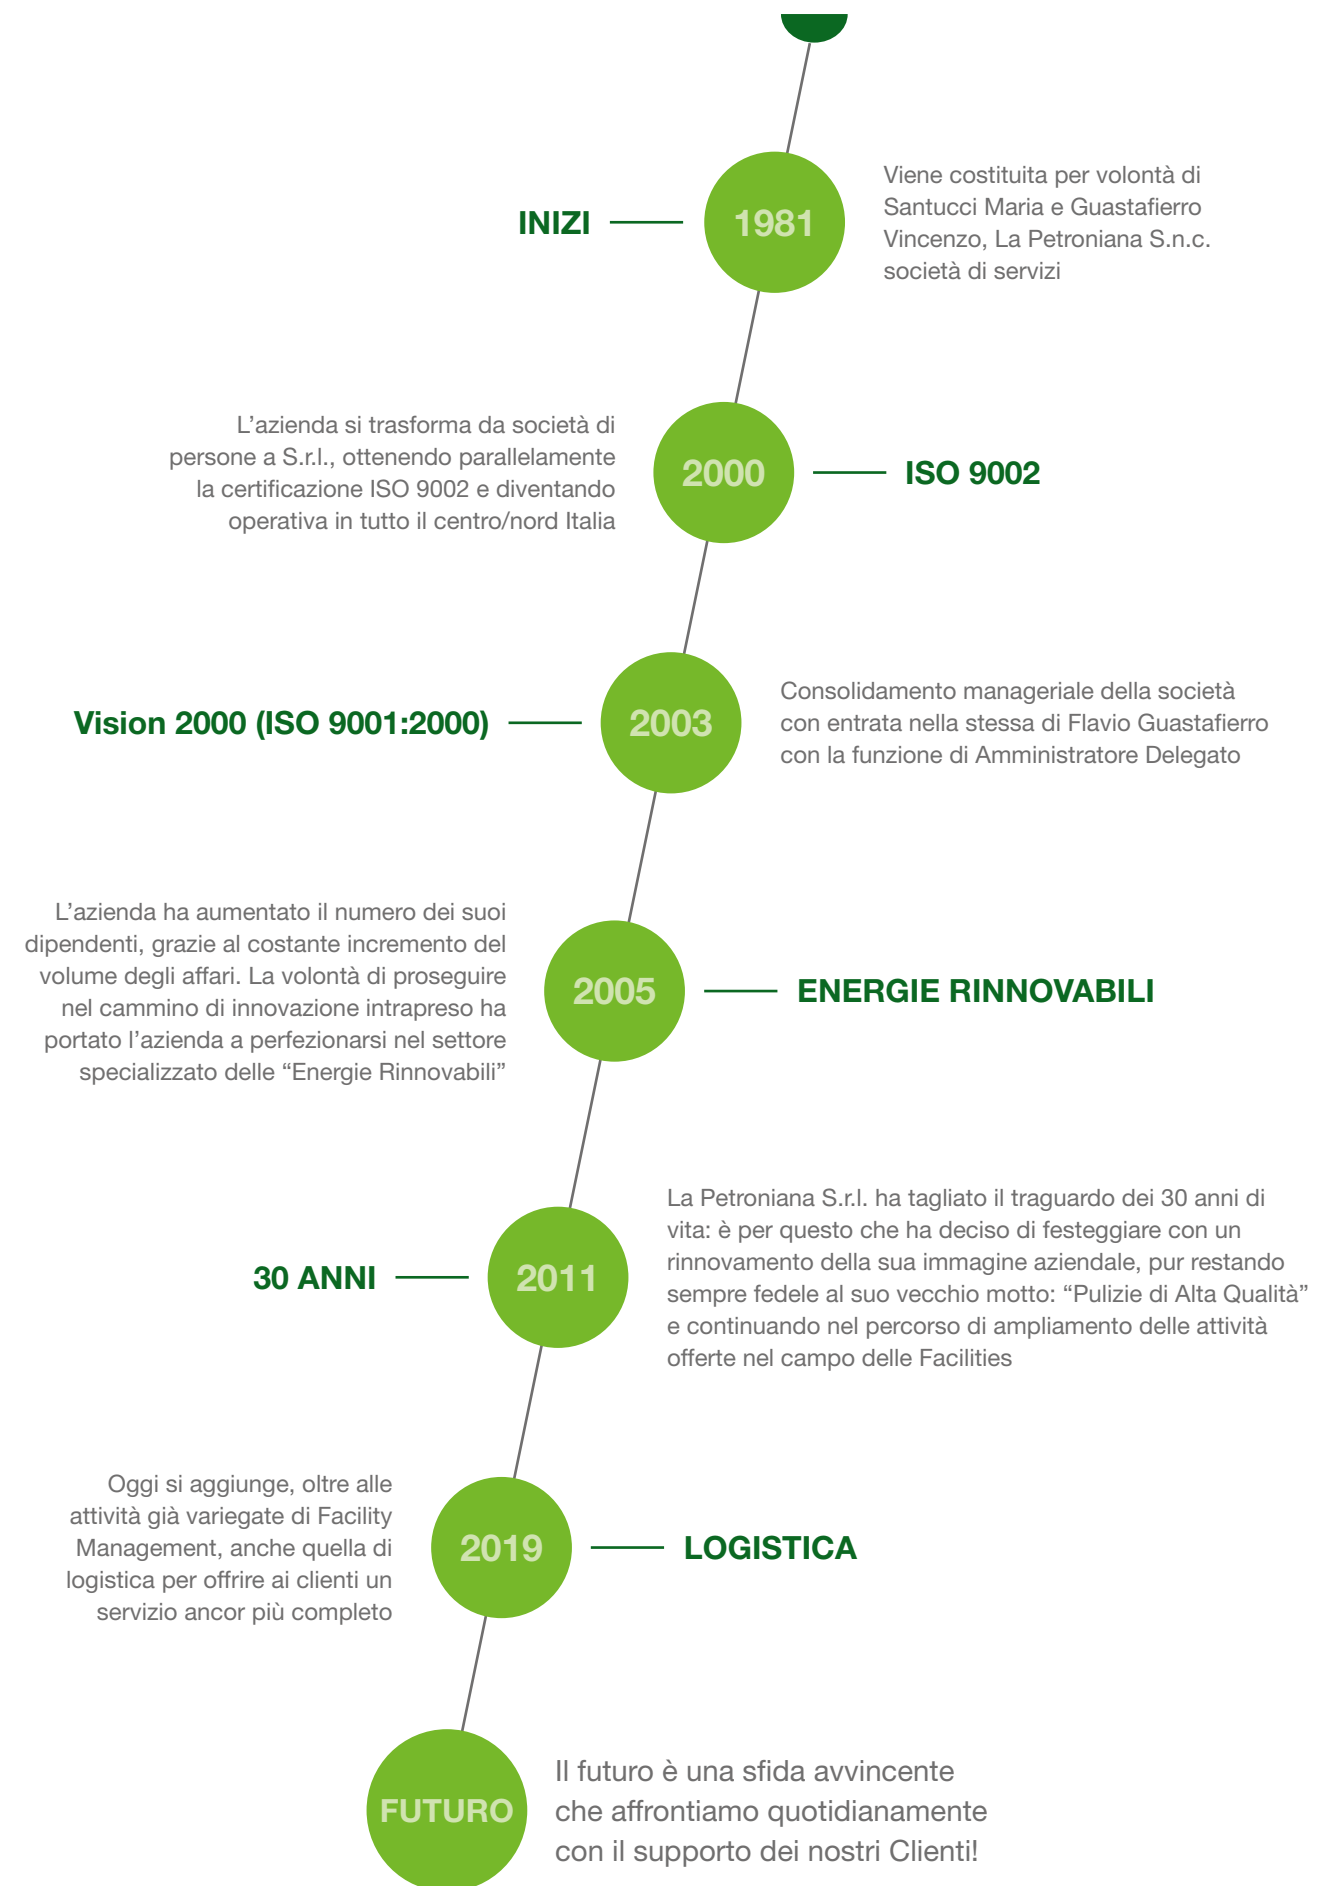 INIZI
1981
Viene costituita per volontà di
Santucci Maria e Guastafierro
Vincenzo, La Petroniana S.n.c.
società di servizi
L’azienda si trasforma da società di
persone a S.r.l., ottenendo parallelamente
la certificazione ISO 9002 e diventando
operativa in tutto il centro/nord Italia
2000
ISO 9002
Vision 2000 (ISO 9001:2000)
2003
Consolidamento manageriale della società
con entrata nella stessa di Flavio Guastafierro
con la funzione di Amministratore Delegato
L’azienda ha aumentato il numero dei suoi
dipendenti, grazie al costante incremento del
volume degli affari. La volontà di proseguire
nel cammino di innovazione intrapreso ha
portato l’azienda a perfezionarsi nel settore
specializzato delle “Energie Rinnovabili”
2005
ENERGIE RINNOVABILI
30 ANNI
2011
La Petroniana S.r.l. ha tagliato il traguardo dei 30 anni di
vita: è per questo che ha deciso di festeggiare con un
rinnovamento della sua immagine aziendale, pur restando
sempre fedele al suo vecchio motto: “Pulizie di Alta Qualità”
e continuando nel percorso di ampliamento delle attività
offerte nel campo delle Facilities
Oggi si aggiunge, oltre alle
attività già variegate di Facility
Management, anche quella di
logistica per offrire ai clienti un
servizio ancor più completo
2019
LOGISTICA
FUTURO
Il futuro è una sfida avvincente
che affrontiamo quotidianamente
con il supporto dei nostri Clienti!